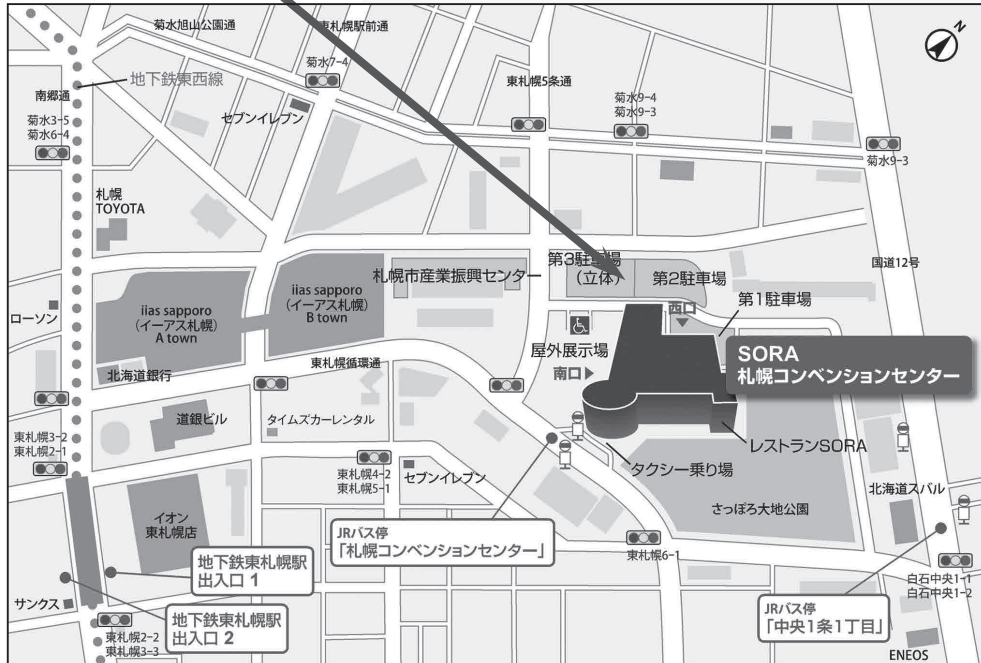 菊水旭山公園通
東札幌駅前通
N
菊水7-4
地下鉄東西線
南郷通
東札幌5条通
菊水9-4
菊水9-3
セブンイレブン
菊水3-5
菊水6-4
菊水9-3
札幌
TOYOTA
国道12号
第3駐車場
（立体）
第2駐車場
札幌市産業振興センター
iias sapporo
（イーアス札幌）
A town
iias sapporo
（イーアス札幌）
B town
第1駐車場
西口
ローソン
屋外展示場
南口
SORA
札幌コンベンションセンター
北海道銀行
東札幌循環通
道銀ビル
タイムズカーレンタル
東札幌3-2
東札幌2-1
レストランSORA
タクシー乗り場
東札幌4-2
東札幌5-1
セブンイレブン
北海道スバル
さっぽろ大地公園
イオン
東札幌店
JRバス停
「札幌コンベンションセンター」
東札幌6-1
地下鉄東札幌駅
出入口 1
白石中央1-1
白石中央1-2
サンクス
地下鉄東札幌駅
出入口 2
JRバス停
「中央1条1丁目」
東札幌2-2
東札幌3-3
ENEOS